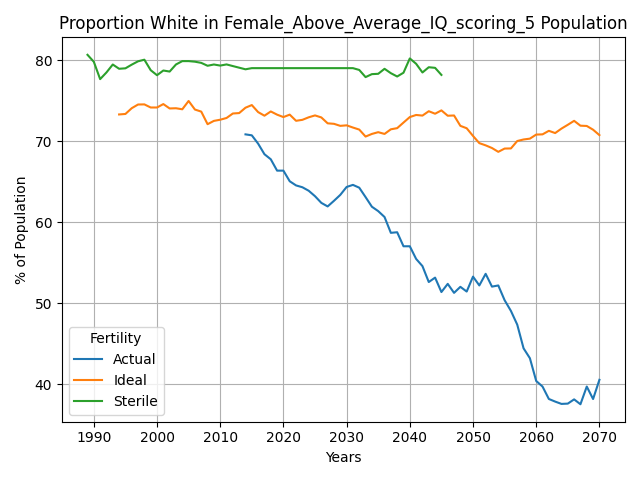 Proportion White in Female_Above_Average_IQ_scoring_5 Population
% of Population
80
70
60
50
40
Fertility
Actual
Ideal
Sterile
1990 2000 2010 2020 2030 2040 2050 2060 2070
Years